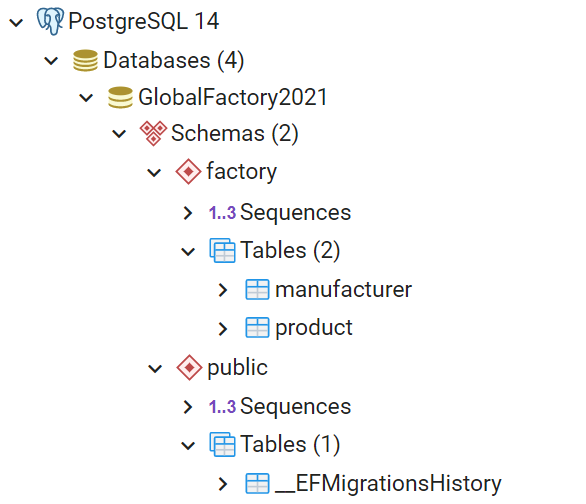 PostgreSQL 14
Databases (4)
GlobalFactory2021
Schemas (2)
factory
1..3 Sequences
Tables (2)
manufacturer
product
public
1..3 Sequences
Tables (1)
__EFMigrationsHistory